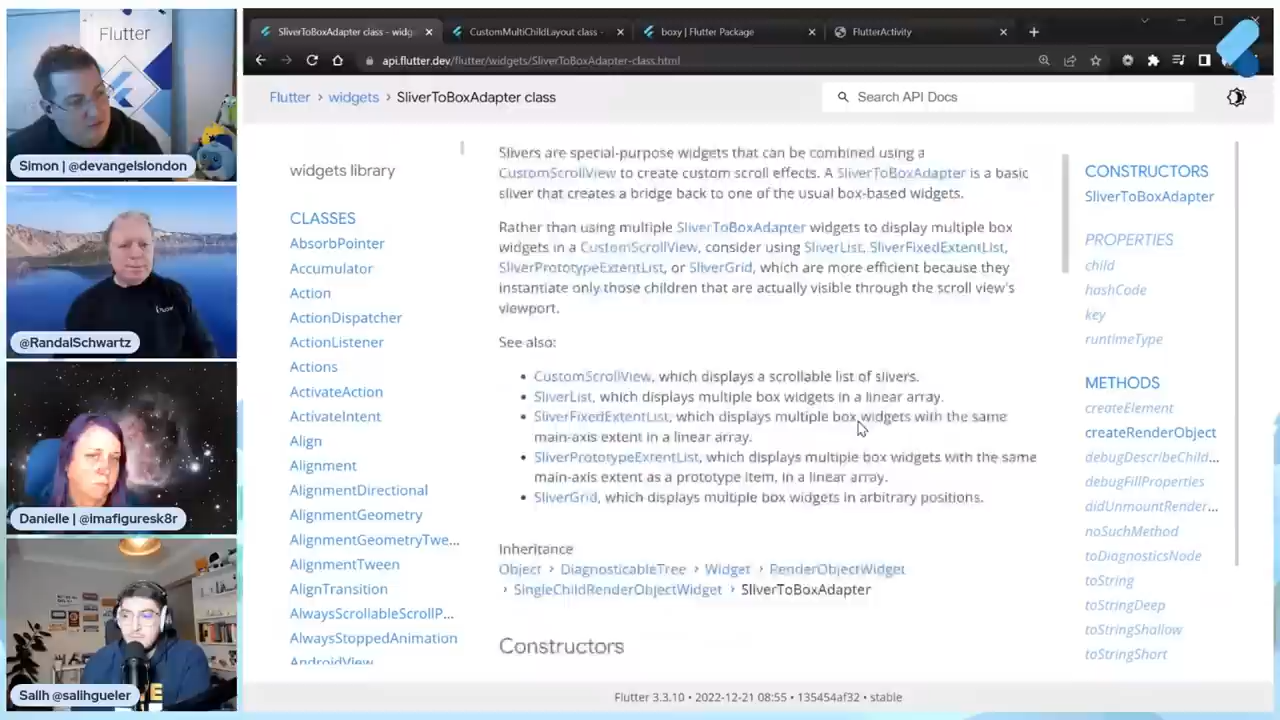 Flutter
Simon | @devangelslondon
@RandalSchwartz
Danielle | @imafiguresk8r
Salih @salihgueler
SliverToBoxAdapter class - widg
CustomMultiChildLayout class -
boxy | Flutter Package
FlutterActivity
api.flutter.dev/flutter/widgets/SliverToBoxAdapter-class.html
Flutter > widgets > SliverToBoxAdapter class
Search API Docs
widgets library
CLASSES
AbsorbPointer
Accumulator
Action
ActionDispatcher
ActionListener
Actions
ActivateAction
ActivateIntent
Align
Alignment
AlignmentDirectional
AlignmentGeometry
AlignmentGeometryTwe...
AlignmentTween
AlignTransition
AlwaysScrollableScrollP...
AlwaysStoppedAnimation
AndroidView
Slivers are special-purpose widgets that can be combined using a
CustomScrollView to create custom scroll effects. A SliverToBoxAdapter is a basic
sliver that creates a bridge back to one of the usual box-based widgets.
Rather than using multiple SliverToBoxAdapter widgets to display multiple box
widgets in a CustomScrollView, consider using SliverList, SliverFixedExtentList,
SliverPrototypeExtentList, or SliverGrid, which are more efficient because they
instantiate only those children that are actually visible through the scroll view's
viewport.
See also:
• CustomScrollView, which displays a scrollable list of slivers.
• SliverList, which displays multiple box widgets in a linear array.
• SliverFixedExtentList, which displays multiple box widgets with the same
main-axis extent in a linear array.
• SliverPrototypeExtentList, which displays multiple box widgets with the same
main-axis extent as a prototype item, in a linear array.
• SliverGrid, which displays multiple box widgets in arbitrary positions.
Inheritance
Object > DiagnosticableTree > Widget > RenderObjectWidget
> SingleChildRenderObjectWidget > SliverToBoxAdapter
Constructors
CONSTRUCTORS
SliverToBoxAdapter
PROPERTIES
child
hashCode
key
runtimeType
METHODS
createElement
createRenderObject
debugDescribeChild...
debugFillProperties
didUnmountRender...
noSuchMethod
toDiagnosticsNode
toString
toStringDeep
toStringShallow
toStringShort